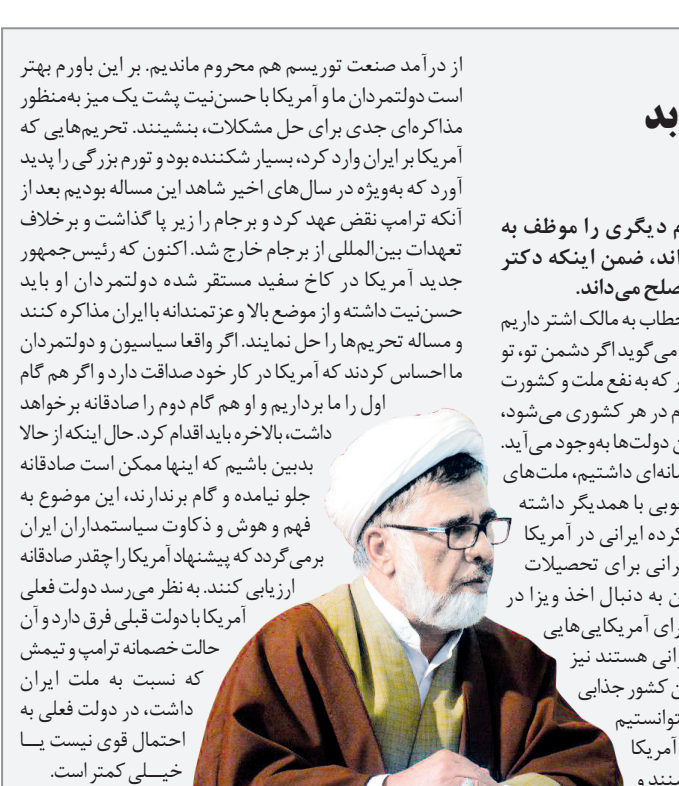 بد
م دیگری را موظف به
اند، ضمن اینکه دکتر
صلح می‌داند.
خطاب به مالک اشتر داریم
می‌گوید اگر دشمن تو، تو
ر که به نفع ملت و کشورت
م در هر کشوری می‌شود،
ن دولت‌ها به‌وجود می‌آید.
مانه‌ای داشتیم، ملت‌های
وبی با همدیگر داشته
کرده ایرانی در آمریکا
رانی برای تحصیلات
ن به دنبال اخذ ویزا در
رای آمریکایی‌هایی
رانی هستند نیز
ن کشور جذابی
توانستیم
آمریکا
از درآمد صنعت توریسم هم محروم ماندیم. بر این باورم بهتر
است دولتمردان ما و آمریکا با حسن‌نیت پشت یک میز به‌منظور
مذاکره‌ای جدی برای حل مشکلات، بنشینند. تحریم‌هایی که
آمریکا بر ایران وارد کرد، بسیار شکننده بود و تورم بزرگی را پدید
آورد که به‌ویژه در سال‌های اخیر شاهد این مساله بودیم بعد از
آنکه ترامپ نقض عهد کرد و برجام را زیر پا گذاشت و برخلاف
تعهدات بین‌المللی از برجام خارج شد. اکنون که رئیس‌جمهور
جدید آمریکا در کاخ سفید مستقر شده دولتمردان او باید
حسن‌نیت داشته و از موضع بالا و عزتمندانه با ایران مذاکره کنند
و مساله تحریم‌ها را حل نمایند. اگر واقعا سیاسیون و دولتمردان
ما احساس کردند که آمریکا در کار خود صداقت دارد و اگر هم گام
اول را ما برداریم و او هم گام دوم را صادقانه برخواهد
داشت، بالاخره باید اقدام کرد. حال اینکه از حالا
بدبین باشیم که اینها ممکن است صادقانه
جلو نیامده و گام برندارند، این موضوع به
فهم و هوش و ذکاوت سیاستمداران ایران
برمی‌گردد که پیشنهاد آمریکا را چقدر صادقانه
ارزیابی کنند. به نظر می‌رسد دولت فعلی
آمریکا با دولت قبلی فرق دارد و آن
حالت خصمانه ترامپ و تیمش
که نسبت به ملت ایران
داشت، در دولت فعلی به
احتمال قوی نیست یا
خیلی کمتر است.